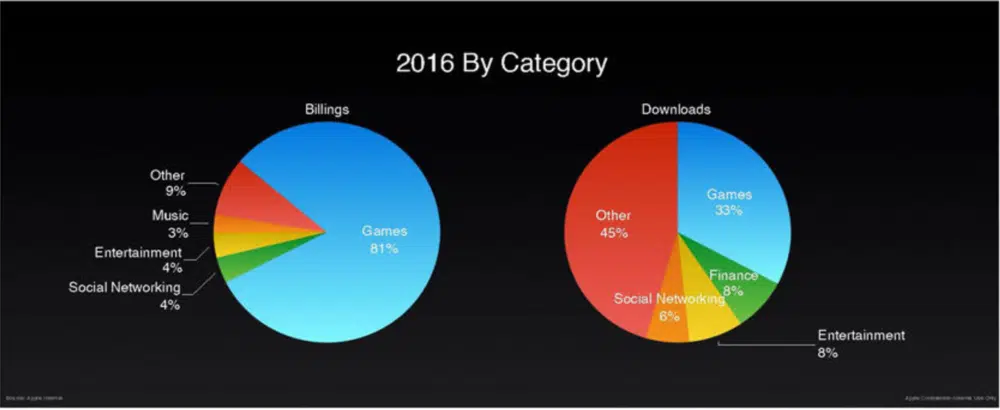 2016 By Category
Billings
Other
9%
Music
3%
Entertainment
4%
Social Networking
4%
Games
81%
Downloads
Games
33%
Other
45%
Finance
8%
Social Networking
6%
Entertainment
8%
Source: Apple Internal
Apple Confidential-Internal Use Only